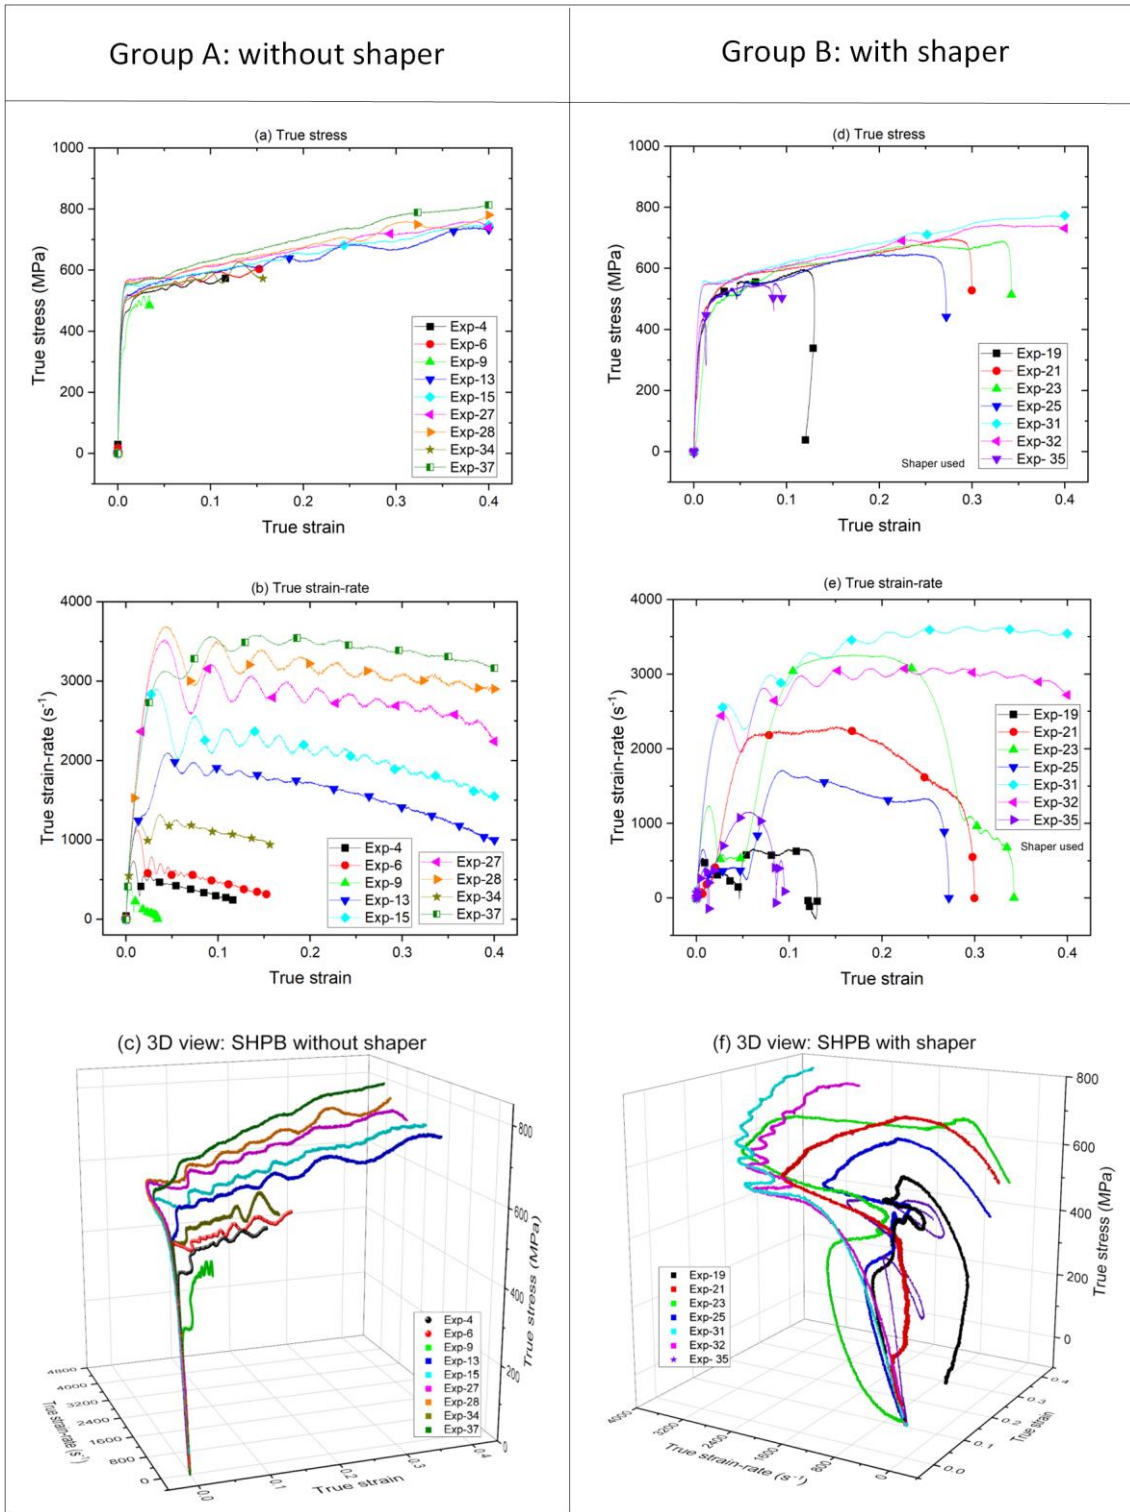 Group A: without shaper
Group B: with shaper
(a) True stress
1000
800
600
400
200
0
True stress (MPa)
0.0 0.1 0.2 0.3 0.4
True strain
Exp-4
Exp-6
Exp-9
Exp-13
Exp-15
Exp-27
Exp-28
Exp-34
Exp-37
(d) True stress
1000
800
600
400
200
0
True stress (MPa)
0.0 0.1 0.2 0.3 0.4
True strain
Exp-19
Exp-21
Exp-23
Exp-25
Exp-31
Exp-32
Exp- 35
Shaper used
(b) True strain-rate
4000
3000
2000
1000
0
True strain-rate (s⁻¹)
0.0 0.1 0.2 0.3 0.4
True strain
Exp-4
Exp-6
Exp-9
Exp-13
Exp-15
Exp-27
Exp-28
Exp-34
Exp-37
(e) True strain-rate
4000
3000
2000
1000
0
True strain-rate (s⁻¹)
0.0 0.1 0.2 0.3 0.4
True strain
Exp-19
Exp-21
Exp-23
Exp-25
Exp-31
Exp-32
Exp-35
Shaper used
(c) 3D view: SHPB without shaper
800
600
400
200
0
True stress (MPa)
4800
4000
3200
2400
1600
800
0
True strain-rate (s⁻¹)
0.0 0.1 0.2 0.3 0.4
True strain
Exp-4
Exp-6
Exp-9
Exp-13
Exp-15
Exp-27
Exp-28
Exp-34
Exp-37
(f) 3D view: SHPB with shaper
800
600
400
200
0
True stress (MPa)
Exp-19
Exp-21
Exp-23
Exp-25
Exp-31
Exp-32
Exp- 35
4000 3200 2400 1600 800 0
True strain-rate (s⁻¹)
0.4
0.3
0.2
0.1
0.0
True strain